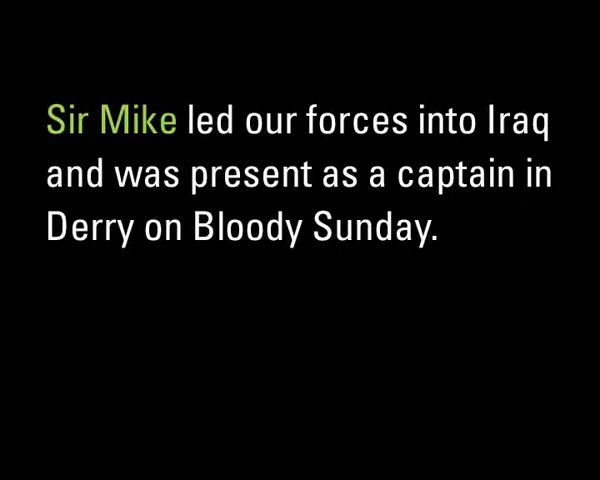 Sir Mike led our forces into Iraq
and was present as a captain in
Derry on Bloody Sunday.